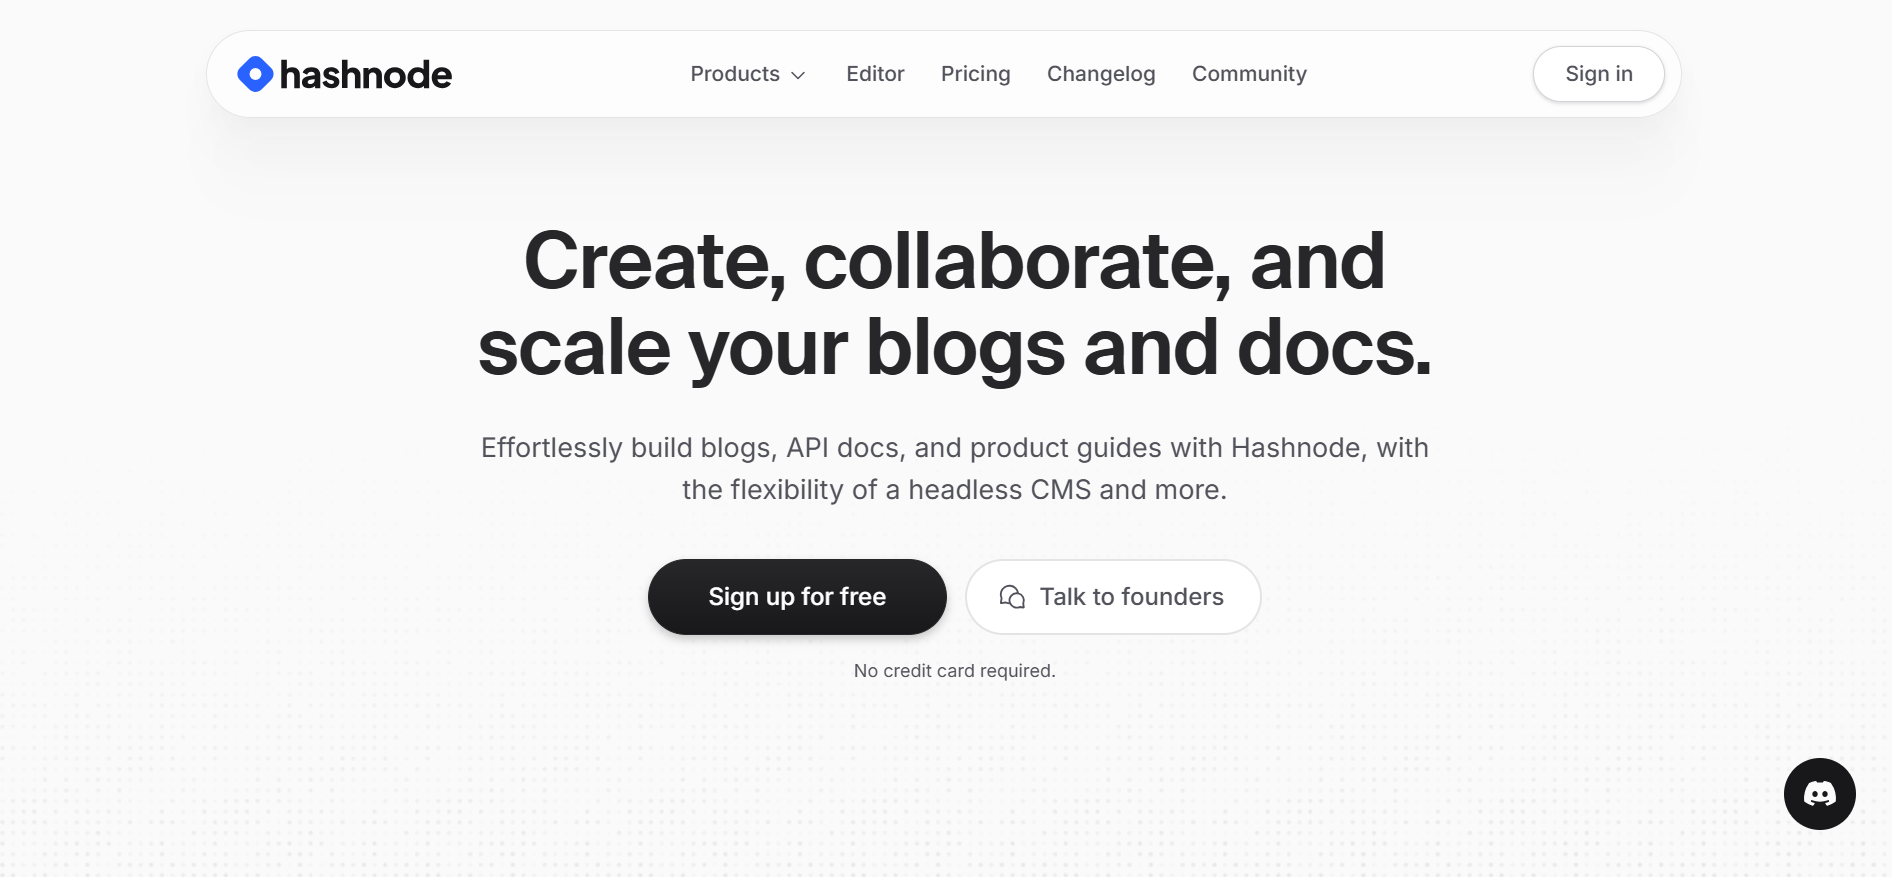 hashnode
Products
Editor
Pricing
Changelog
Community
Sign in
Create, collaborate, and
scale your blogs and docs.
Effortlessly build blogs, API docs, and product guides with Hashnode, with
the flexibility of a headless CMS and more.
Sign up for free
Talk to founders
No credit card required.